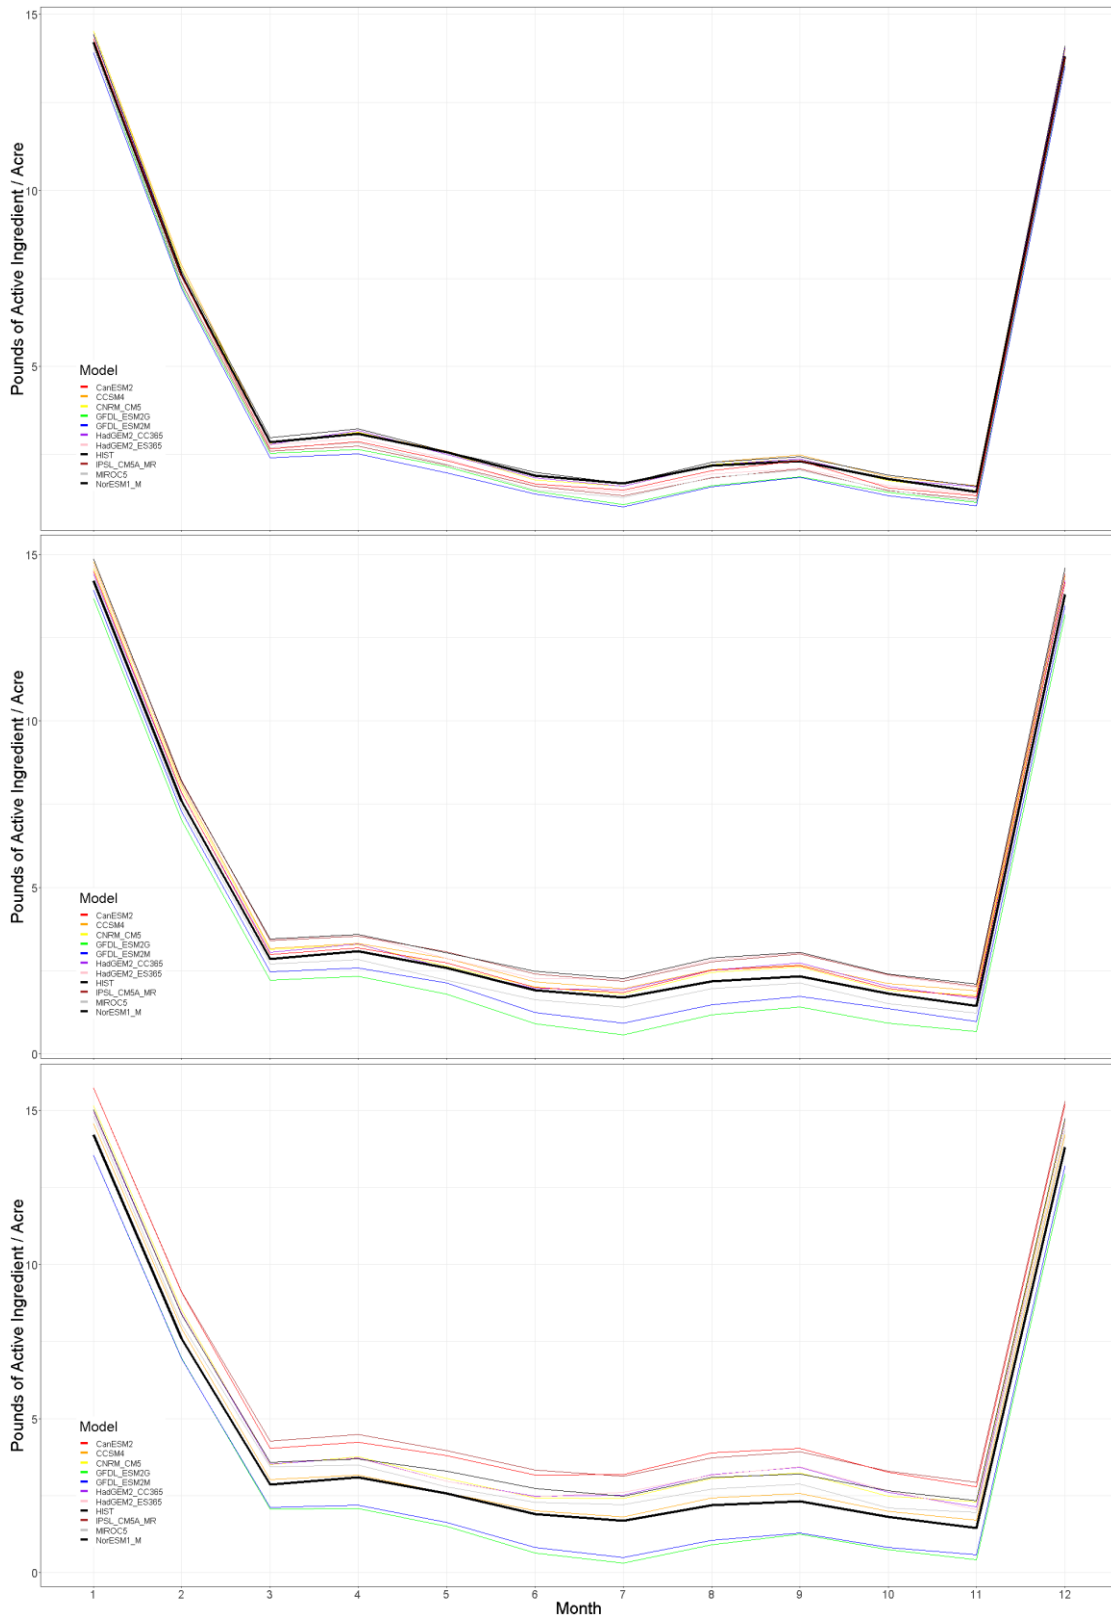 15
10
5
Pounds of Active Ingredient / Acre
Model
CanESM2
CCSM4
CNRM_CM5
GFDL_ESM2G
GFDL_ESM2M
HadGEM2_CC365
HadGEM2_ES365
HIST
IPSL_CM5A_MR
MIROC5
NorESM1_M
15
10
5
0
Pounds of Active Ingredient / Acre
Model
CanESM2
CCSM4
CNRM_CM5
GFDL_ESM2G
GFDL_ESM2M
HadGEM2_CC365
HadGEM2_ES365
HIST
IPSL_CM5A_MR
MIROC5
NorESM1_M
15
10
5
0
Pounds of Active Ingredient / Acre
Model
CanESM2
CCSM4
CNRM_CM5
GFDL_ESM2G
GFDL_ESM2M
HadGEM2_CC365
HadGEM2_ES365
HIST
IPSL_CM5A_MR
MIROC5
NorESM1_M
1 2 3 4 5 6 7 8 9 10 11 12
Month